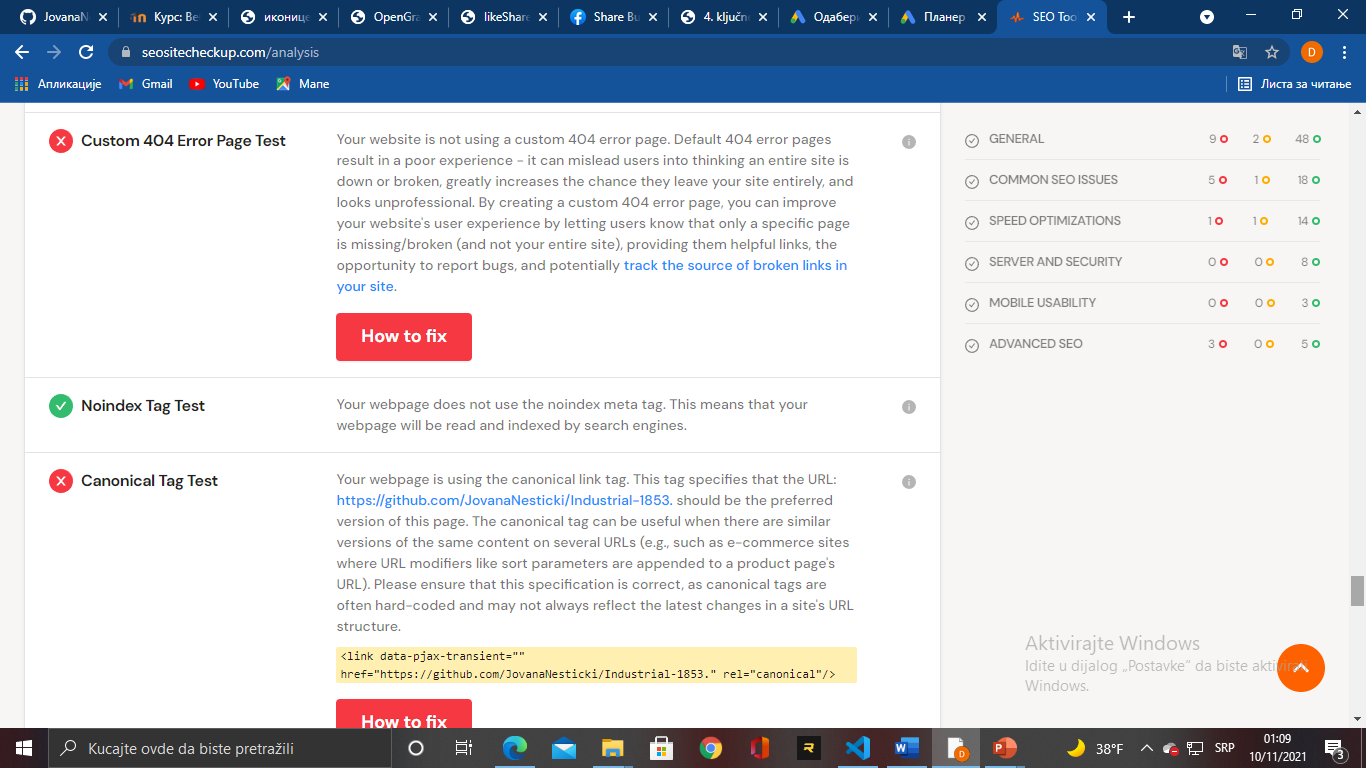 JovanaN
Курс: Ве
иконице
OpenGra
likeShare
Share Bu
4. ključn
Одабери
Планер
SEO Too
seositecheckup.com/analysis
D
Апликације
Gmail
YouTube
Мапе
Листа за читање
Custom 404 Error Page Test
Your website is not using a custom 404 error page. Default 404 error pages
result in a poor experience - it can mislead users into thinking an entire site is
down or broken, greatly increases the chance they leave your site entirely, and
looks unprofessional. By creating a custom 404 error page, you can improve
your website's user experience by letting users know that only a specific page
is missing/broken (and not your entire site), providing them helpful links, the
opportunity to report bugs, and potentially track the source of broken links in
your site.
How to fix
Noindex Tag Test
Your webpage does not use the noindex meta tag. This means that your
webpage will be read and indexed by search engines.
Canonical Tag Test
Your webpage is using the canonical link tag. This tag specifies that the URL:
https://github.com/JovanaNesticki/Industrial-1853. should be the preferred
version of this page. The canonical tag can be useful when there are similar
versions of the same content on several URLs (e.g., such as e-commerce sites
where URL modifiers like sort parameters are appended to a product page's
URL). Please ensure that this specification is correct, as canonical tags are
often hard-coded and may not always reflect the latest changes in a site's URL
structure.
<link data-pjax-transient=""
href="https://github.com/JovanaNesticki/Industrial-1853." rel="canonical"/>
How to fix
GENERAL 9 2 48
COMMON SEO ISSUES 5 1 18
SPEED OPTIMIZATIONS 1 1 14
SERVER AND SECURITY 0 0 8
MOBILE USABILITY 0 0 3
ADVANCED SEO 3 0 5
Aktivirajte Windows
Idite u dijalog „Postavke“ da biste aktivirali
Windows.
Kucajte ovde da biste pretražili
38°F
SRP
01:09
10/11/2021
3